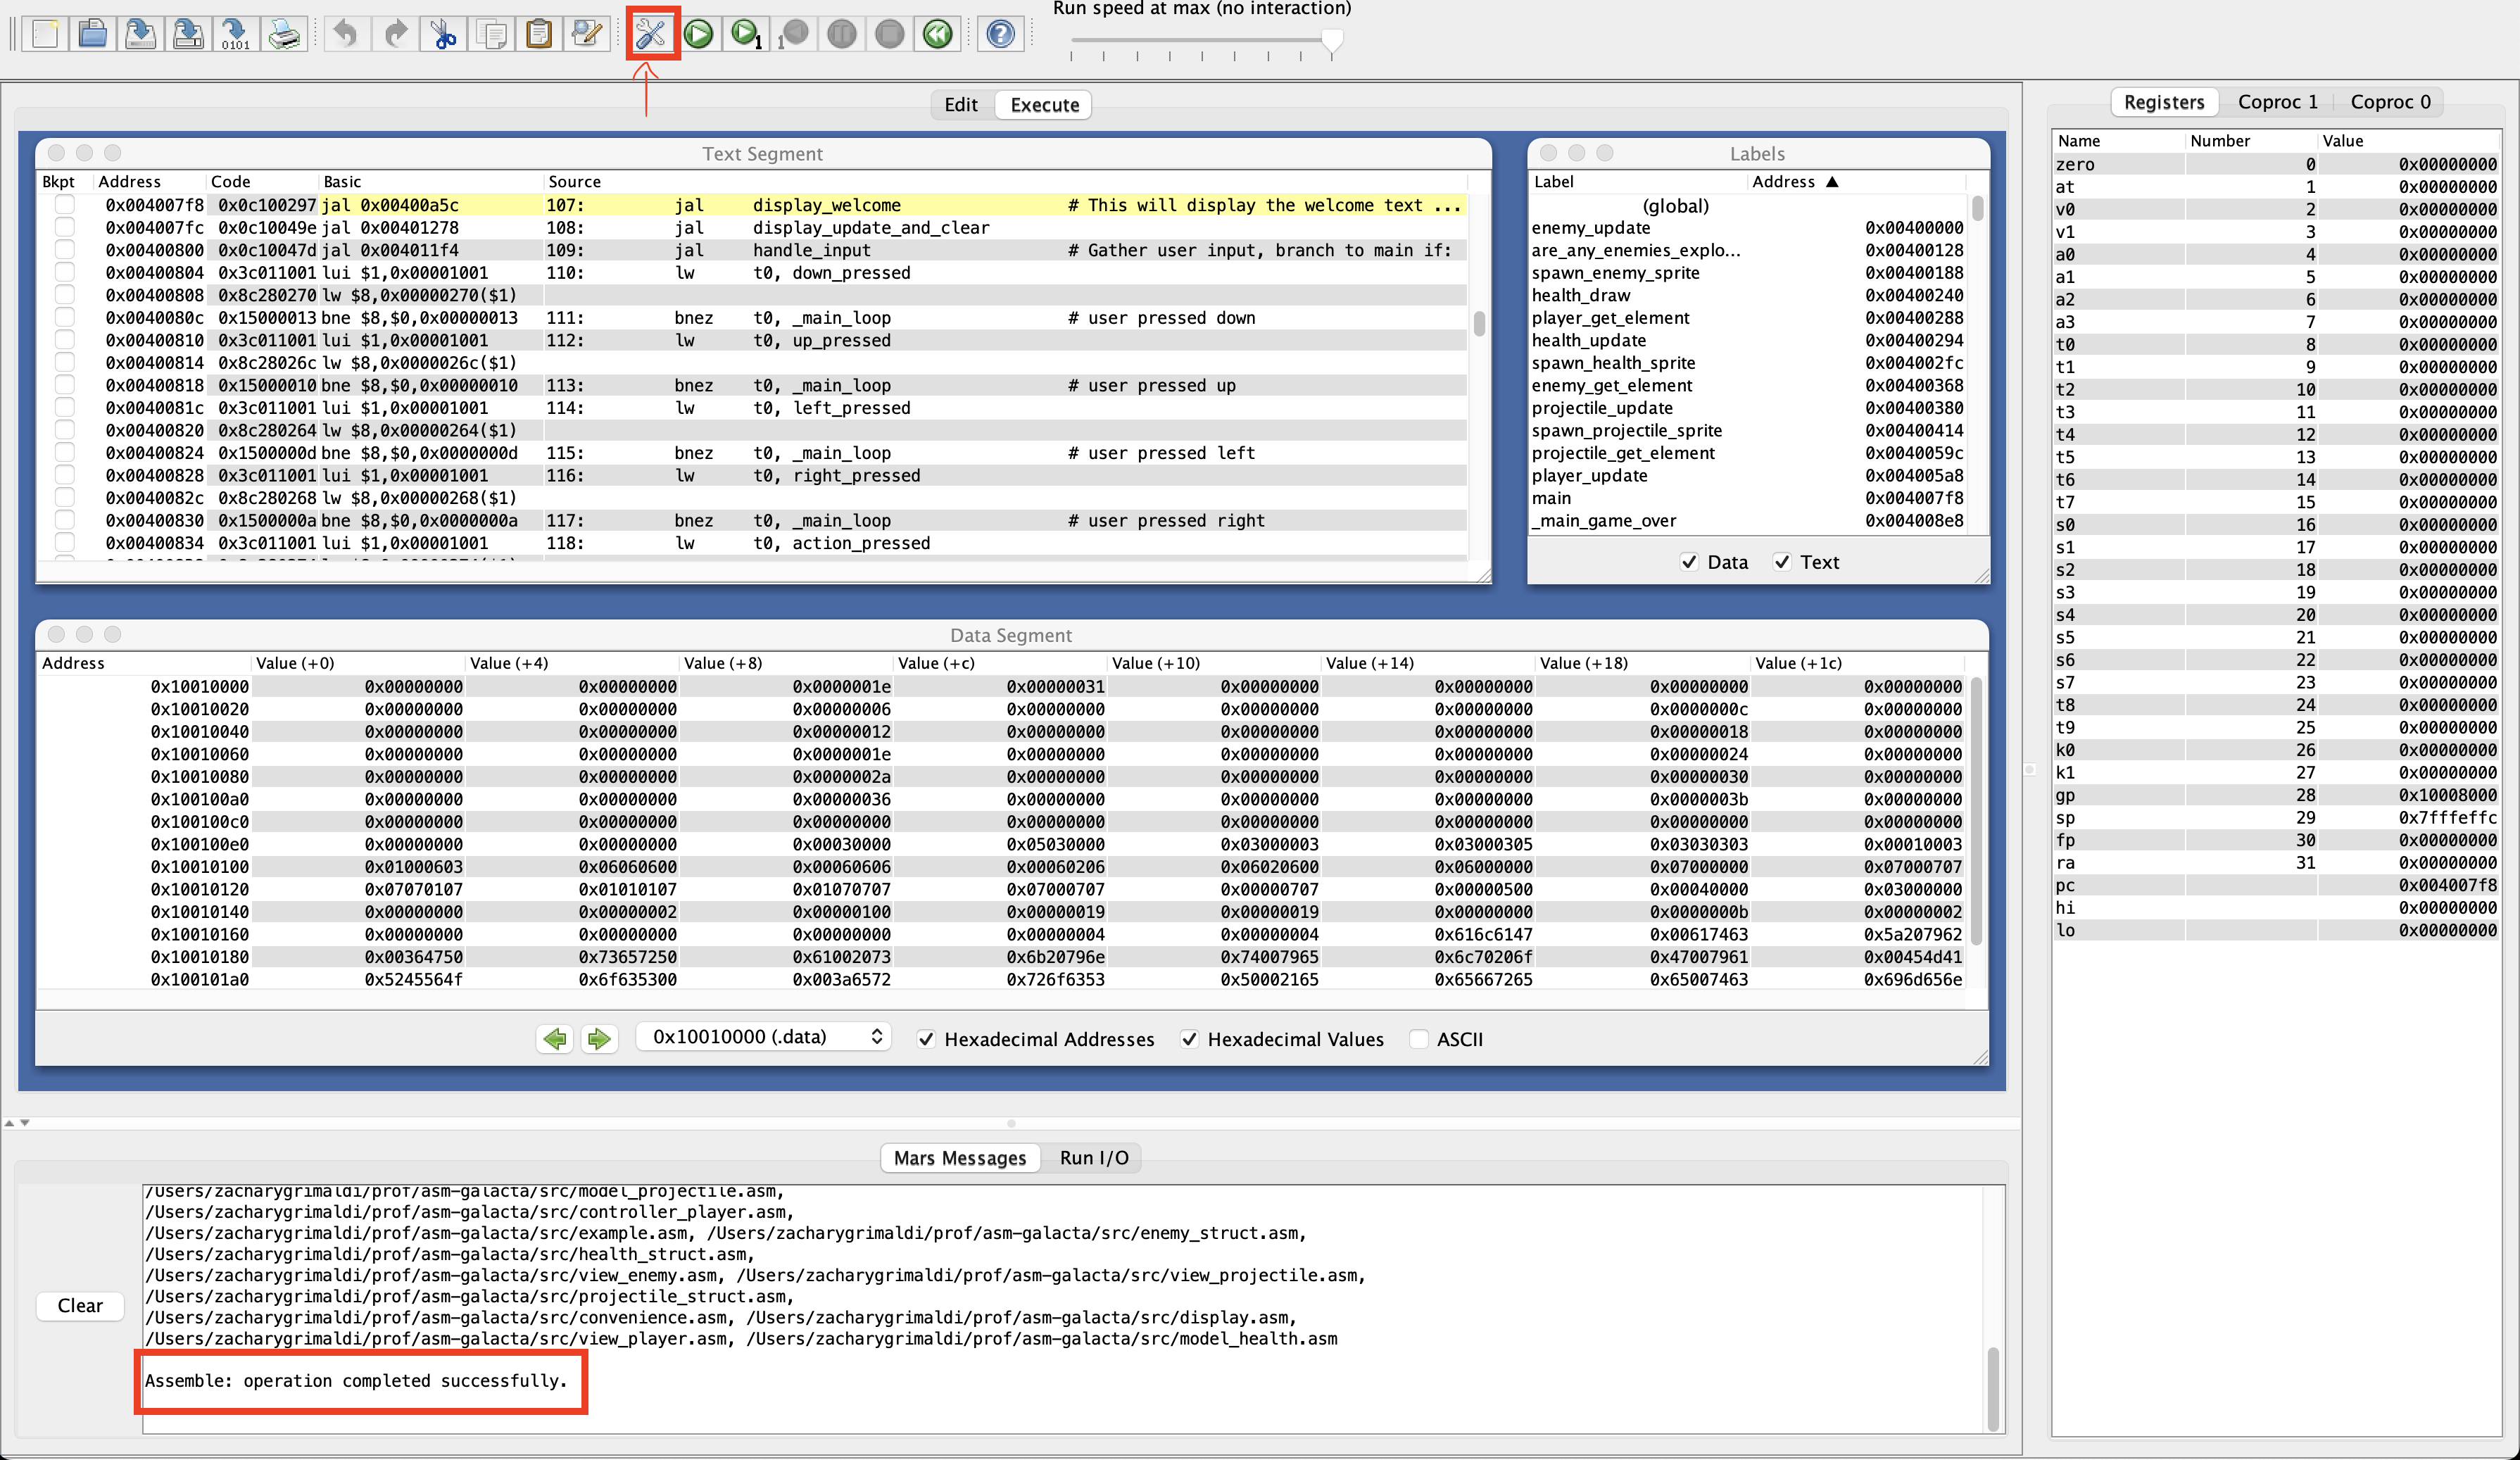 Run speed at max (no interaction)
0101
1
1
Edit Execute
Registers Coproc 1 Coproc 0
Text Segment
Bkpt Address Code Basic Source
0x004007f8 0x0c100297 jal 0x00400a5c 107: jal display_welcome # This will display the welcome text ...
0x004007fc 0x0c10049e jal 0x00401278 108: jal display_update_and_clear
0x00400800 0x0c10047d jal 0x004011f4 109: jal handle_input # Gather user input, branch to main if:
0x00400804 0x3c011001 lui $1,0x00001001 110: lw t0, down_pressed
0x00400808 0x8c280270 lw $8,0x00000270($1)
0x0040080c 0x15000013 bne $8,$0,0x00000013 111: bnez t0, _main_loop # user pressed down
0x00400810 0x3c011001 lui $1,0x00001001 112: lw t0, up_pressed
0x00400814 0x8c28026c lw $8,0x0000026c($1)
0x00400818 0x15000010 bne $8,$0,0x00000010 113: bnez t0, _main_loop # user pressed up
0x0040081c 0x3c011001 lui $1,0x00001001 114: lw t0, left_pressed
0x00400820 0x8c280264 lw $8,0x00000264($1)
0x00400824 0x1500000d bne $8,$0,0x0000000d 115: bnez t0, _main_loop # user pressed left
0x00400828 0x3c011001 lui $1,0x00001001 116: lw t0, right_pressed
0x0040082c 0x8c280268 lw $8,0x00000268($1)
0x00400830 0x1500000a bne $8,$0,0x0000000a 117: bnez t0, _main_loop # user pressed right
0x00400834 0x3c011001 lui $1,0x00001001 118: lw t0, action_pressed
Labels
Label Address ▲
(global)
enemy_update 0x00400000
are_any_enemies_explo... 0x00400128
spawn_enemy_sprite 0x00400188
health_draw 0x00400240
player_get_element 0x00400288
health_update 0x00400294
spawn_health_sprite 0x004002fc
enemy_get_element 0x00400368
projectile_update 0x00400380
spawn_projectile_sprite 0x00400414
projectile_get_element 0x0040059c
player_update 0x004005a8
main 0x004007f8
_main_game_over 0x004008e8
Data Text
Data Segment
Address Value (+0) Value (+4) Value (+8) Value (+c) Value (+10) Value (+14) Value (+18) Value (+1c)
0x10010000 0x00000000 0x00000000 0x0000001e 0x00000031 0x00000000 0x00000000 0x00000000 0x00000000
0x10010020 0x00000000 0x00000000 0x00000006 0x00000000 0x00000000 0x00000000 0x0000000c 0x00000000
0x10010040 0x00000000 0x00000000 0x00000012 0x00000000 0x00000000 0x00000000 0x00000018 0x00000000
0x10010060 0x00000000 0x00000000 0x0000001e 0x00000000 0x00000000 0x00000000 0x00000024 0x00000000
0x10010080 0x00000000 0x00000000 0x0000002a 0x00000000 0x00000000 0x00000000 0x00000030 0x00000000
0x100100a0 0x00000000 0x00000000 0x00000036 0x00000000 0x00000000 0x00000000 0x0000003b 0x00000000
0x100100c0 0x00000000 0x00000000 0x00000000 0x00000000 0x00000000 0x00000000 0x00000000 0x00000000
0x100100e0 0x00000000 0x00000000 0x00030000 0x05030000 0x03000003 0x03000305 0x03030303 0x00010003
0x10010100 0x01000603 0x06060600 0x00060606 0x00060206 0x06020600 0x06000000 0x07000000 0x07000707
0x10010120 0x07070107 0x01010107 0x01070707 0x07000707 0x00000707 0x00000500 0x00040000 0x03000000
0x10010140 0x00000000 0x00000002 0x00000100 0x00000019 0x00000019 0x00000000 0x0000000b 0x00000002
0x10010160 0x00000000 0x00000000 0x00000000 0x00000004 0x00000004 0x616c6147 0x00617463 0x5a207962
0x10010180 0x00364750 0x73657250 0x61002073 0x6b20796e 0x74007965 0x6c70206f 0x47007961 0x00454d41
0x100101a0 0x5245564f 0x6f635300 0x003a6572 0x726f6353 0x50002165 0x65667265 0x65007463 0x696d656e
0x10010000 (.data) Hexadecimal Addresses Hexadecimal Values ASCII
Name Number Value
zero 0 0x00000000
at 1 0x00000000
v0 2 0x00000000
v1 3 0x00000000
a0 4 0x00000000
a1 5 0x00000000
a2 6 0x00000000
a3 7 0x00000000
t0 8 0x00000000
t1 9 0x00000000
t2 10 0x00000000
t3 11 0x00000000
t4 12 0x00000000
t5 13 0x00000000
t6 14 0x00000000
t7 15 0x00000000
s0 16 0x00000000
s1 17 0x00000000
s2 18 0x00000000
s3 19 0x00000000
s4 20 0x00000000
s5 21 0x00000000
s6 22 0x00000000
s7 23 0x00000000
t8 24 0x00000000
t9 25 0x00000000
k0 26 0x00000000
k1 27 0x00000000
gp 28 0x10008000
sp 29 0x7fffeffc
fp 30 0x00000000
ra 31 0x00000000
pc 0x004007f8
hi 0x00000000
lo 0x00000000
Mars Messages Run I/O
Clear
/Users/zacharygrimaldi/prof/asm-galacta/src/model_projectile.asm,
/Users/zacharygrimaldi/prof/asm-galacta/src/controller_player.asm,
/Users/zacharygrimaldi/prof/asm-galacta/src/example.asm, /Users/zacharygrimaldi/prof/asm-galacta/src/enemy_struct.asm,
/Users/zacharygrimaldi/prof/asm-galacta/src/health_struct.asm,
/Users/zacharygrimaldi/prof/asm-galacta/src/view_enemy.asm, /Users/zacharygrimaldi/prof/asm-galacta/src/view_projectile.asm,
/Users/zacharygrimaldi/prof/asm-galacta/src/projectile_struct.asm,
/Users/zacharygrimaldi/prof/asm-galacta/src/convenience.asm, /Users/zacharygrimaldi/prof/asm-galacta/src/display.asm,
/Users/zacharygrimaldi/prof/asm-galacta/src/view_player.asm, /Users/zacharygrimaldi/prof/asm-galacta/src/model_health.asm
Assemble: operation completed successfully.